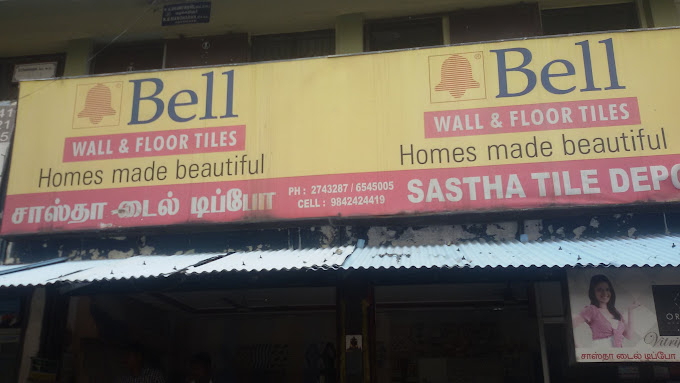 Bell
WALL & FLOOR TILES
Homes made beautiful
Bell
WALL & FLOOR TILES
Homes made beautiful
சாஸ்தா டைல் டிப்போ
PH : 2743287 / 6545005
CELL : 9842424419
SASTHA TILE DEPO
சாஸ்தா டைல் டிப்போ